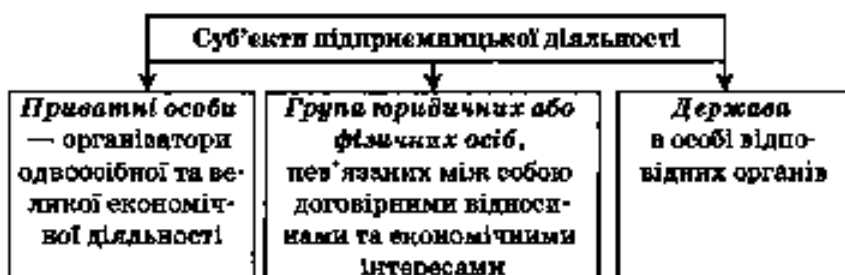 Суб’єкти підприємницької діяльності
Приватні особи
— організатори
одноосібної та ве-
ликої економіч-
ної діяльності
Група юридичних або
фізичних осіб,
пов’язаних між собою
договірними відноси-
нами та економічними
інтересами
Держава
в особі відпо-
відних органів